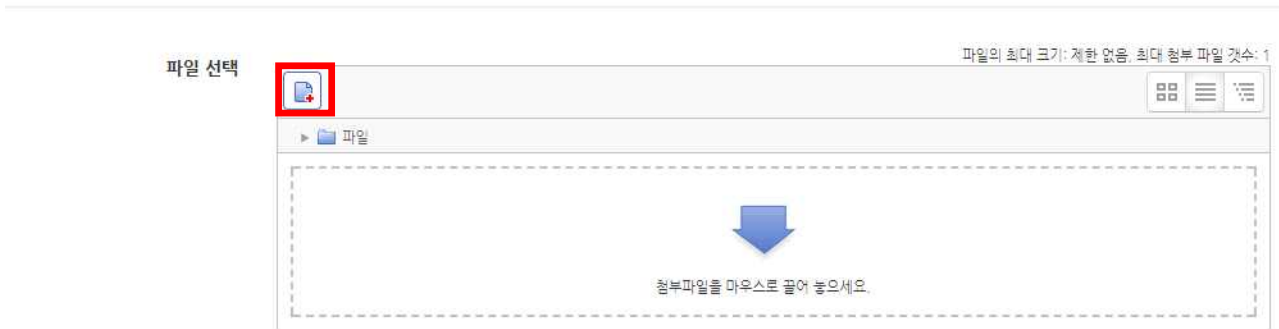 파일의 최대 크기: 제한 없음, 최대 첨부 파일 갯수: 1
파일 선택
파일
첨부파일을 마우스로 끌어 놓으세요.